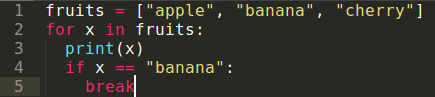 1 fruits = ["apple", "banana", "cherry"]
2 for x in fruits:
3   print(x)
4   if x == "banana":
5     break